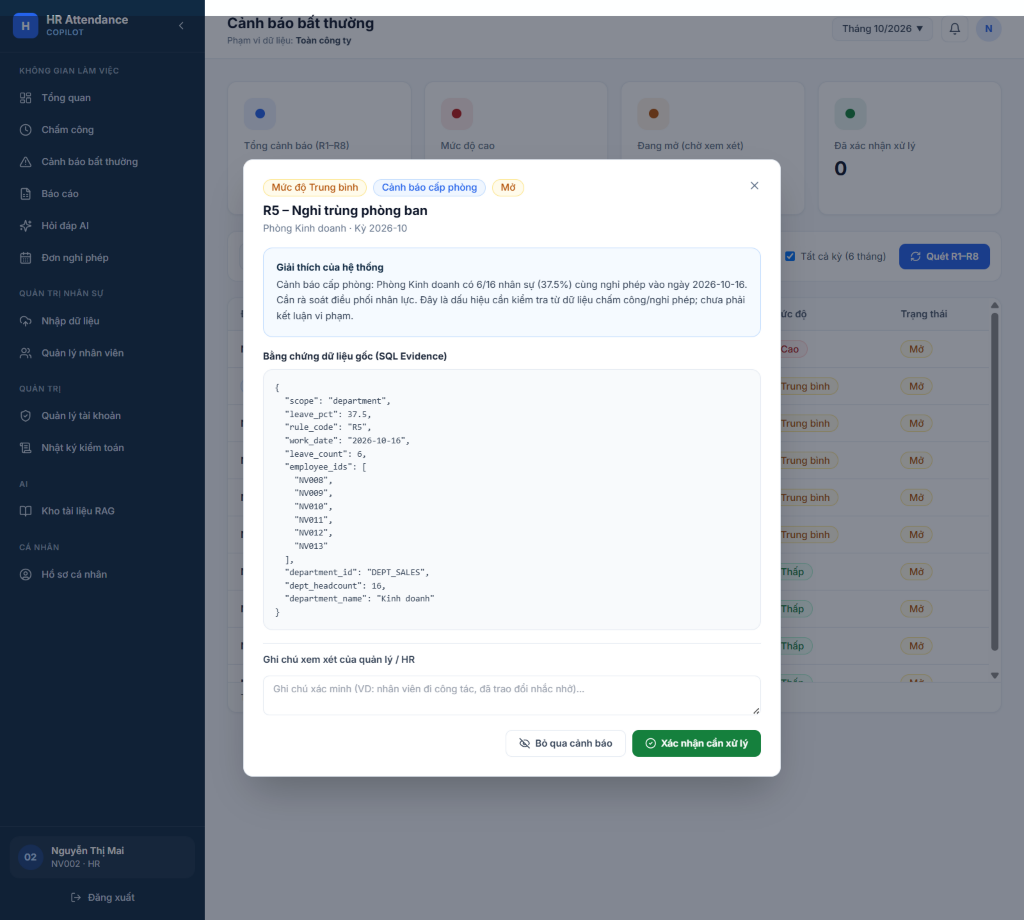 H
HR Attendance
COPILOT
KHÔNG GIAN LÀM VIỆC
Tổng quan
Chấm công
Cảnh báo bất thường
Báo cáo
Hỏi đáp AI
Đơn nghỉ phép
QUẢN TRỊ NHÂN SỰ
Nhập dữ liệu
Quản lý nhân viên
QUẢN TRỊ
Quản lý tài khoản
Nhật ký kiểm toán
AI
Kho tài liệu RAG
CÁ NHÂN
Hồ sơ cá nhân
02
Nguyễn Thị Mai
NV002 · HR
Đăng xuất
Cảnh báo bất thường
Phạm vi dữ liệu: Toàn công ty
Tháng 10/2026 ▼
N
Tổng cảnh báo (R1–R8)
Mức độ cao
Đang mở (chờ xem xét)
Đã xác nhận xử lý
0
Tất cả kỳ (6 tháng)
Quét R1–R8
Trạng thái
Cao
Mở
Trung bình
Mở
Trung bình
Mở
Trung bình
Mở
Trung bình
Mở
Trung bình
Mở
Thấp
Mở
Thấp
Mở
Thấp
Mở
Mức độ Trung bình
Cảnh báo cấp phòng
Mở
R5 – Nghỉ trùng phòng ban
Phòng Kinh doanh · Kỳ 2026-10
Giải thích của hệ thống
Cảnh báo cấp phòng: Phòng Kinh doanh có 6/16 nhân sự (37.5%) cùng nghỉ phép vào ngày 2026-10-16.
Cần rà soát điều phối nhân lực. Đây là dấu hiệu cần kiểm tra từ dữ liệu chấm công/nghỉ phép; chưa phải
kết luận vi phạm.
Bằng chứng dữ liệu gốc (SQL Evidence)
{
"scope": "department",
"leave_pct": 37.5,
"rule_code": "R5",
"work_date": "2026-10-16",
"leave_count": 6,
"employee_ids": [
"NV008",
"NV009",
"NV010",
"NV011",
"NV012",
"NV013"
],
"department_id": "DEPT_SALES",
"dept_headcount": 16,
"department_name": "Kinh doanh"
}
Ghi chú xem xét của quản lý / HR
Ghi chú xác minh (VD: nhân viên đi công tác, đã trao đổi nhắc nhở)...
Bỏ qua cảnh báo
Xác nhận cần xử lý